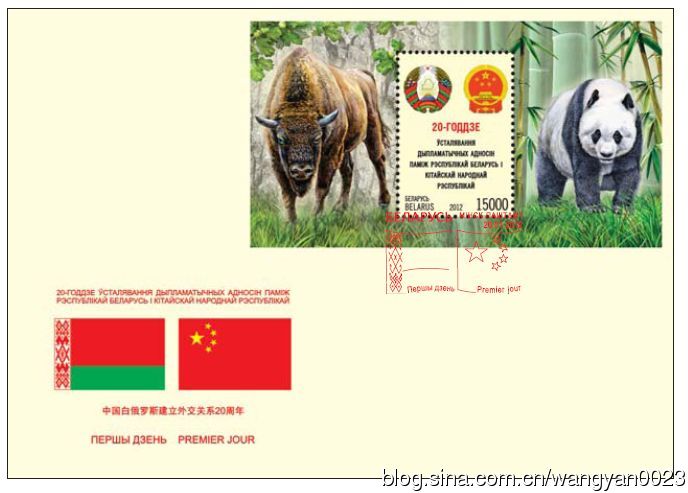 20-ГОДДЗЕ
ЎСТАЛЯВАННЯ
ДЫПЛАМАТЫЧНЫХ АДНОСІН
ПАМІЖ РЭСПУБЛІКАЙ БЕЛАРУСЬ І
КІТАЙСКАЙ НАРОДНАЙ
РЭСПУБЛІКАЙ
БЕЛАРУСЬ
BELARUS 2012 15000
БЕЛАРУСЬ МІНСК ПАШТАМТ
Першы дзень Premier jour
20-ГОДДЗЕ ЎСТАЛЯВАННЯ ДЫПЛАМАТЫЧНЫХ АДНОСІН ПАМІЖ
РЭСПУБЛІКАЙ БЕЛАРУСЬ І КІТАЙСКАЙ НАРОДНАЙ РЭСПУБЛІКАЙ
中国白俄罗斯建立外交关系20周年
ПЕРШЫ ДЗЕНЬ PREMIER JOUR
blog.sina.com.cn/wangyan0023